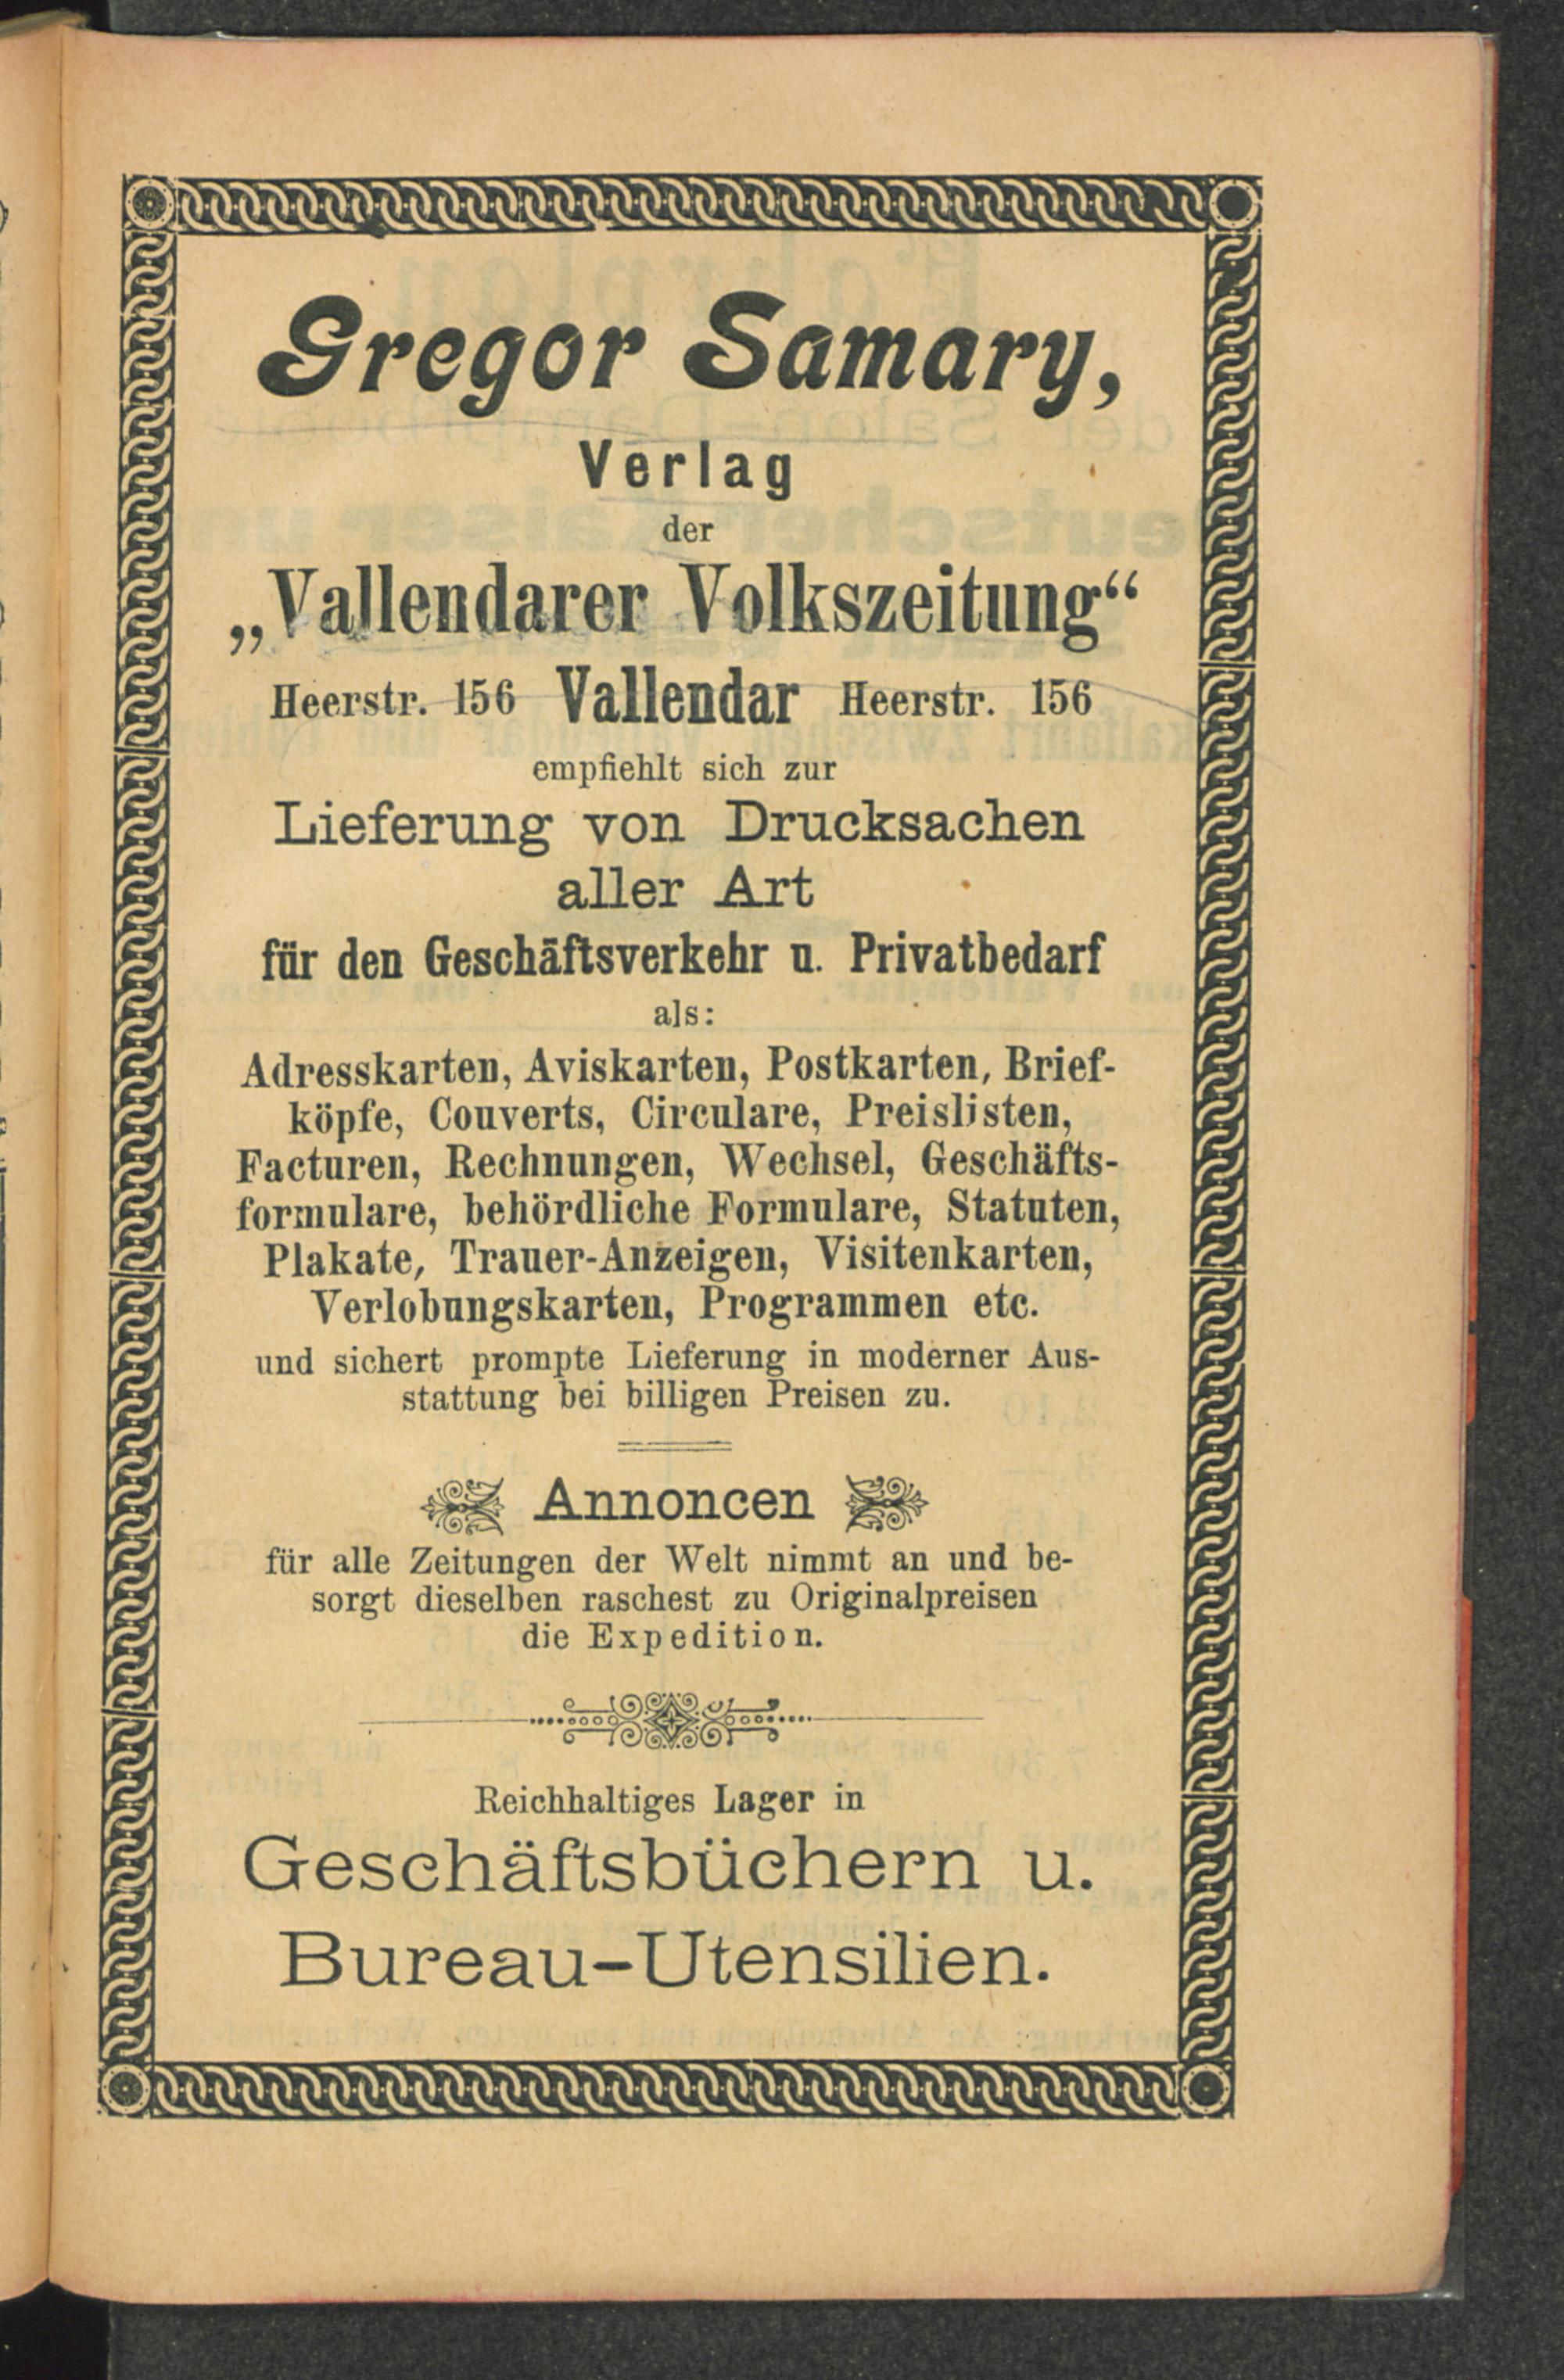 Gregor Samary,
Verlag
der
„Vallendarer Volkszeitung“
Heerstr. 156 Vallendar Heerstr. 156
empfiehlt sich zur
Lieferung von Drucksachen
aller Art
für den Geschäftsverkehr u. Privatbedarf
als:
Adresskarten, Aviskarten, Postkarten, Brief-
köpfe, Couverts, Circulare, Preislisten,
Facturen, Rechnungen, Wechsel, Geschäfts-
formulare, behördliche Formulare, Statuten,
Plakate, Trauer-Anzeigen, Visitenkarten,
Verlobungskarten, Programmen etc.
und sichert prompte Lieferung in moderner Aus-
stattung bei billigen Preisen zu.
Annoncen
für alle Zeitungen der Welt nimmt an und be-
sorgt dieselben raschest zu Originalpreisen
die Expedition.
Reichhaltiges Lager in
Geschäftsbüchern u.
Bureau-Utensilien.